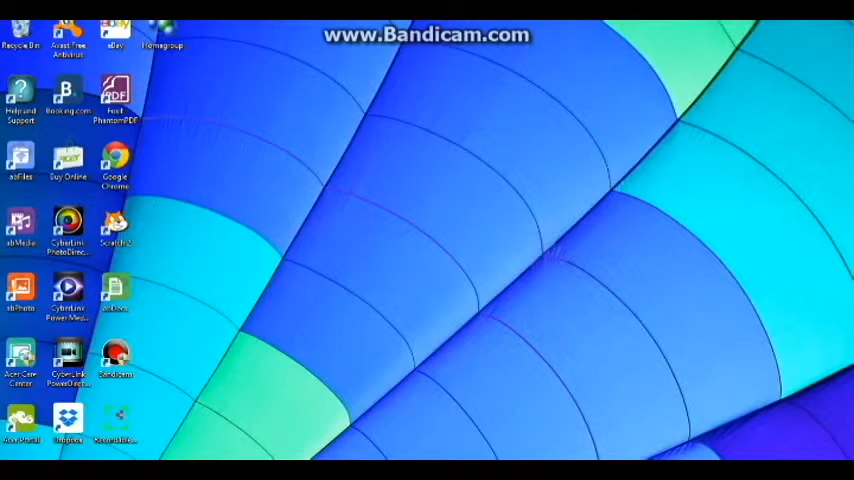 www.Bandicam.com
Recycle Bin
Avast Free
Antivirus
eBay
Homegroup
Help and
Support
Booking.com
Foxit
PhantomPDF
abFiles
Buy Online
Google
Chrome
abMedia
CyberLink
PhotoDirec...
Scratch 2
abPhoto
CyberLink
Power Med...
abDocs
Acer Care
Center
CyberLink
PowerDirec...
Bandicam
Acer Portal
Dropbox